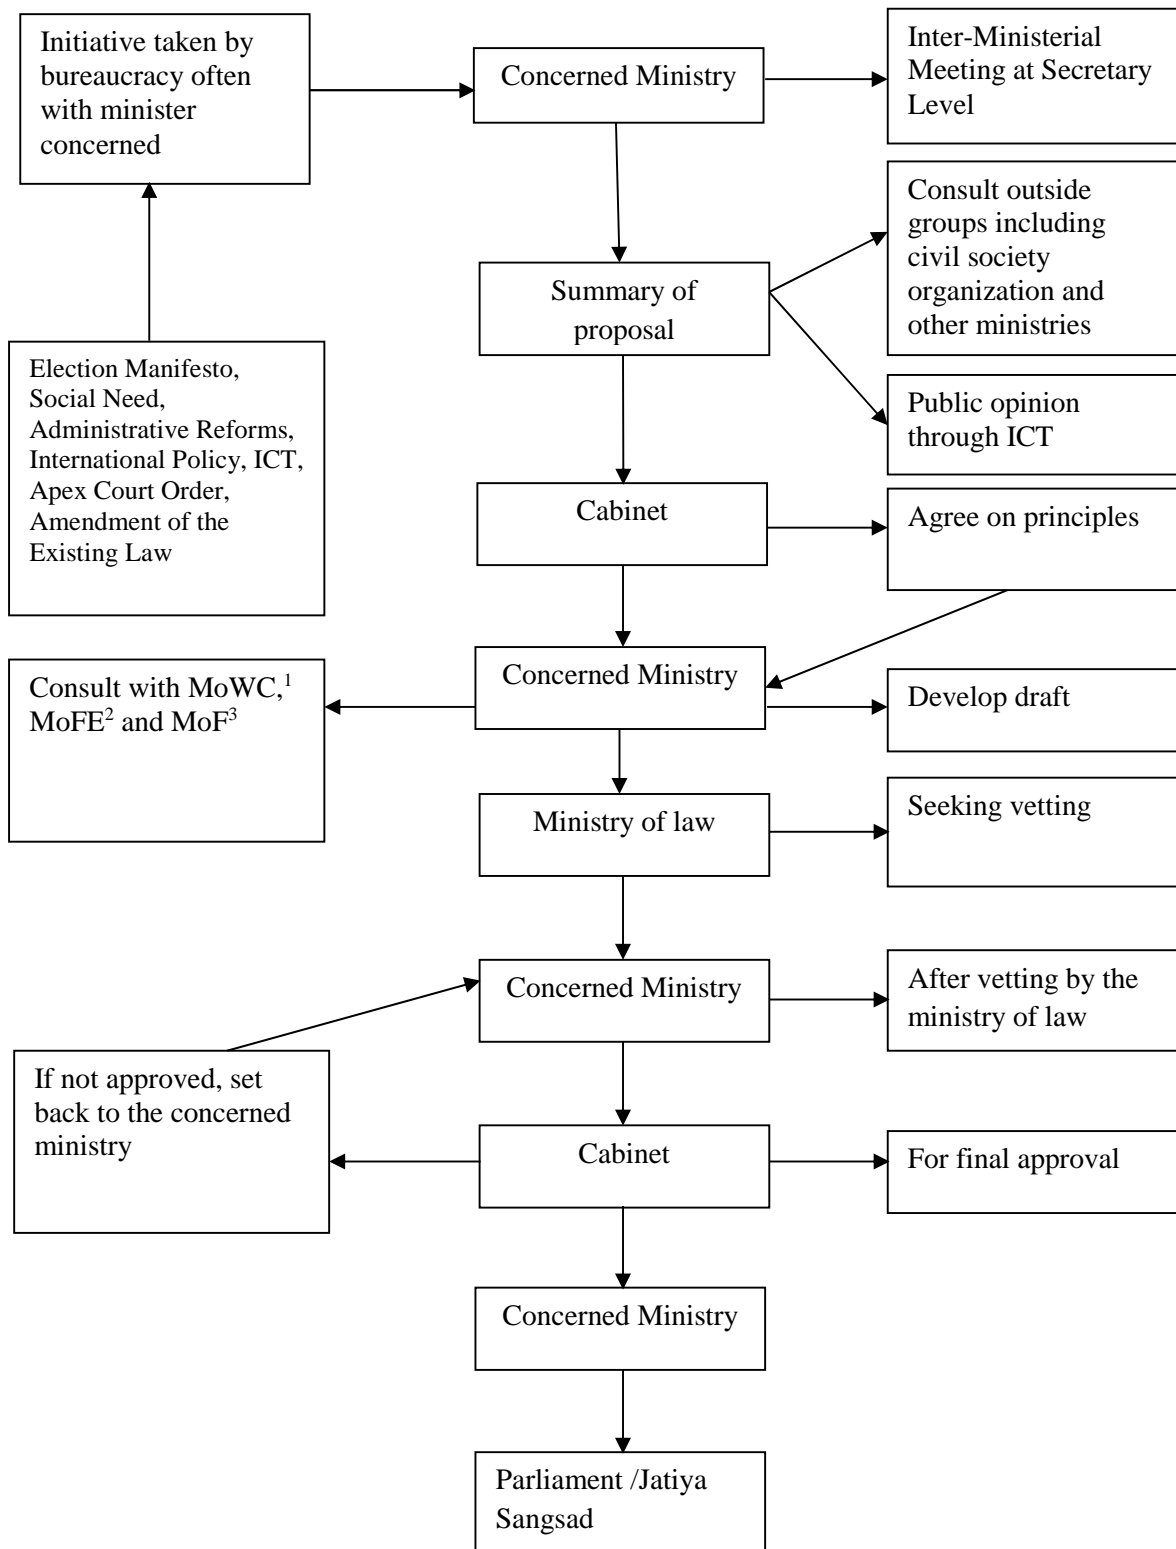 Initiative taken by
bureaucracy often
with minister
concerned
Concerned Ministry
Inter-Ministerial
Meeting at Secretary
Level
Consult outside
groups including
civil society
organization and
other ministries
Summary of
proposal
Election Manifesto,
Social Need,
Administrative Reforms,
International Policy, ICT,
Apex Court Order,
Amendment of the
Existing Law
Public opinion
through ICT
Cabinet
Agree on principles
Concerned Ministry
Consult with MoWC,¹
MoFE² and MoF³
Develop draft
Ministry of law
Seeking vetting
Concerned Ministry
After vetting by the
ministry of law
If not approved, set
back to the concerned
ministry
Cabinet
For final approval
Concerned Ministry
Parliament /Jatiya
Sangsad